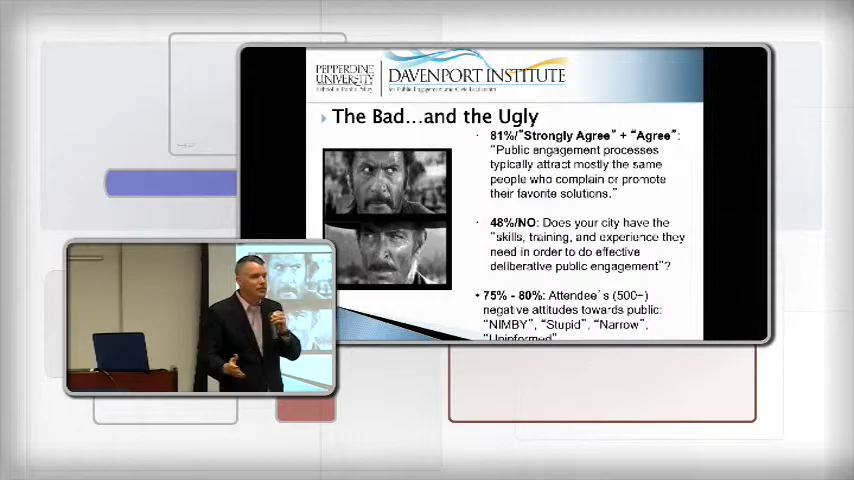 PEPPERDINE
UNIVERSITY
School of Public Policy
DAVENPORT INSTITUTE
for Public Engagement and Civic Leadership
The Bad…and the Ugly
81%/“Strongly Agree” + “Agree”:
“Public engagement processes
typically attract mostly the same
people who complain or promote
their favorite solutions.”
48%/NO: Does your city have the
“skills, training, and experience they
need in order to do effective
deliberative public engagement”?
75% - 80%: Attendee’s (500+)
negative attitudes towards public:
“NIMBY”, “Stupid”, “Narrow”,
“Uninformed”